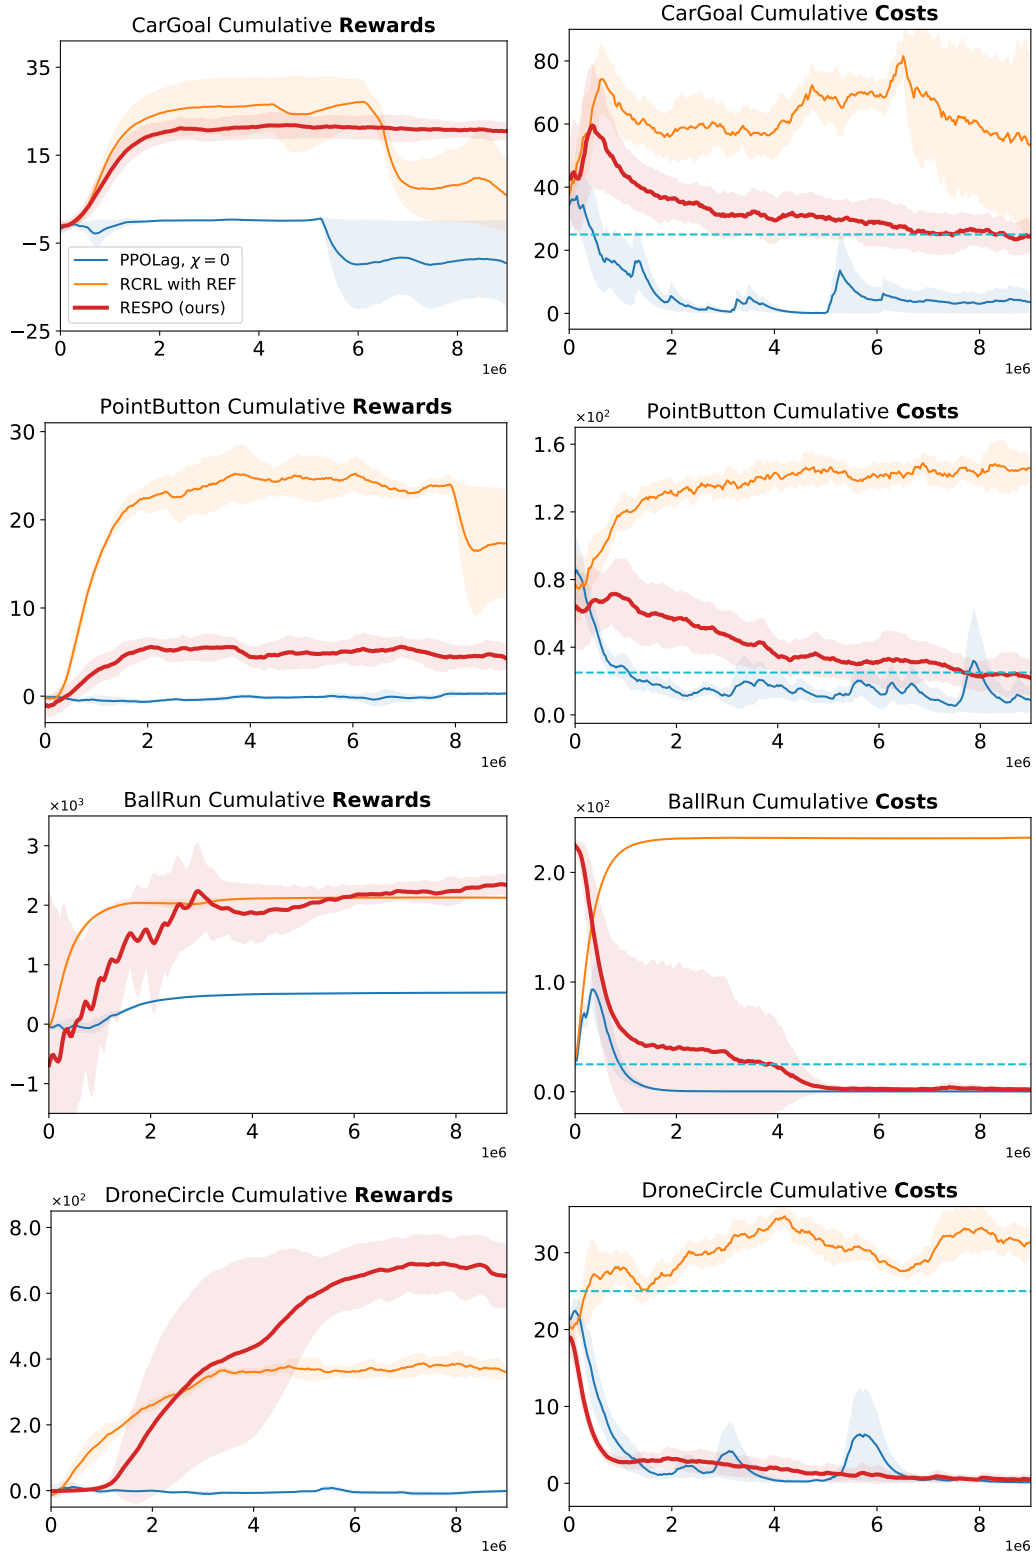 CarGoal Cumulative Rewards
35
15
−5
−25
0 2 4 6 8
1e6
PPOLag, χ = 0
RCRL with REF
RESPO (ours)
CarGoal Cumulative Costs
80
60
40
20
0
0 2 4 6 8
1e6
PointButton Cumulative Rewards
30
20
10
0
0 2 4 6 8
1e6
×10²
PointButton Cumulative Costs
1.6
1.2
0.8
0.4
0.0
0 2 4 6 8
1e6
×10³
BallRun Cumulative Rewards
3
2
1
0
−1
0 2 4 6 8
1e6
×10²
BallRun Cumulative Costs
2.0
1.0
0.0
0 2 4 6 8
1e6
×10²
DroneCircle Cumulative Rewards
8.0
6.0
4.0
2.0
0.0
0 2 4 6 8
1e6
DroneCircle Cumulative Costs
30
20
10
0
0 2 4 6 8
1e6